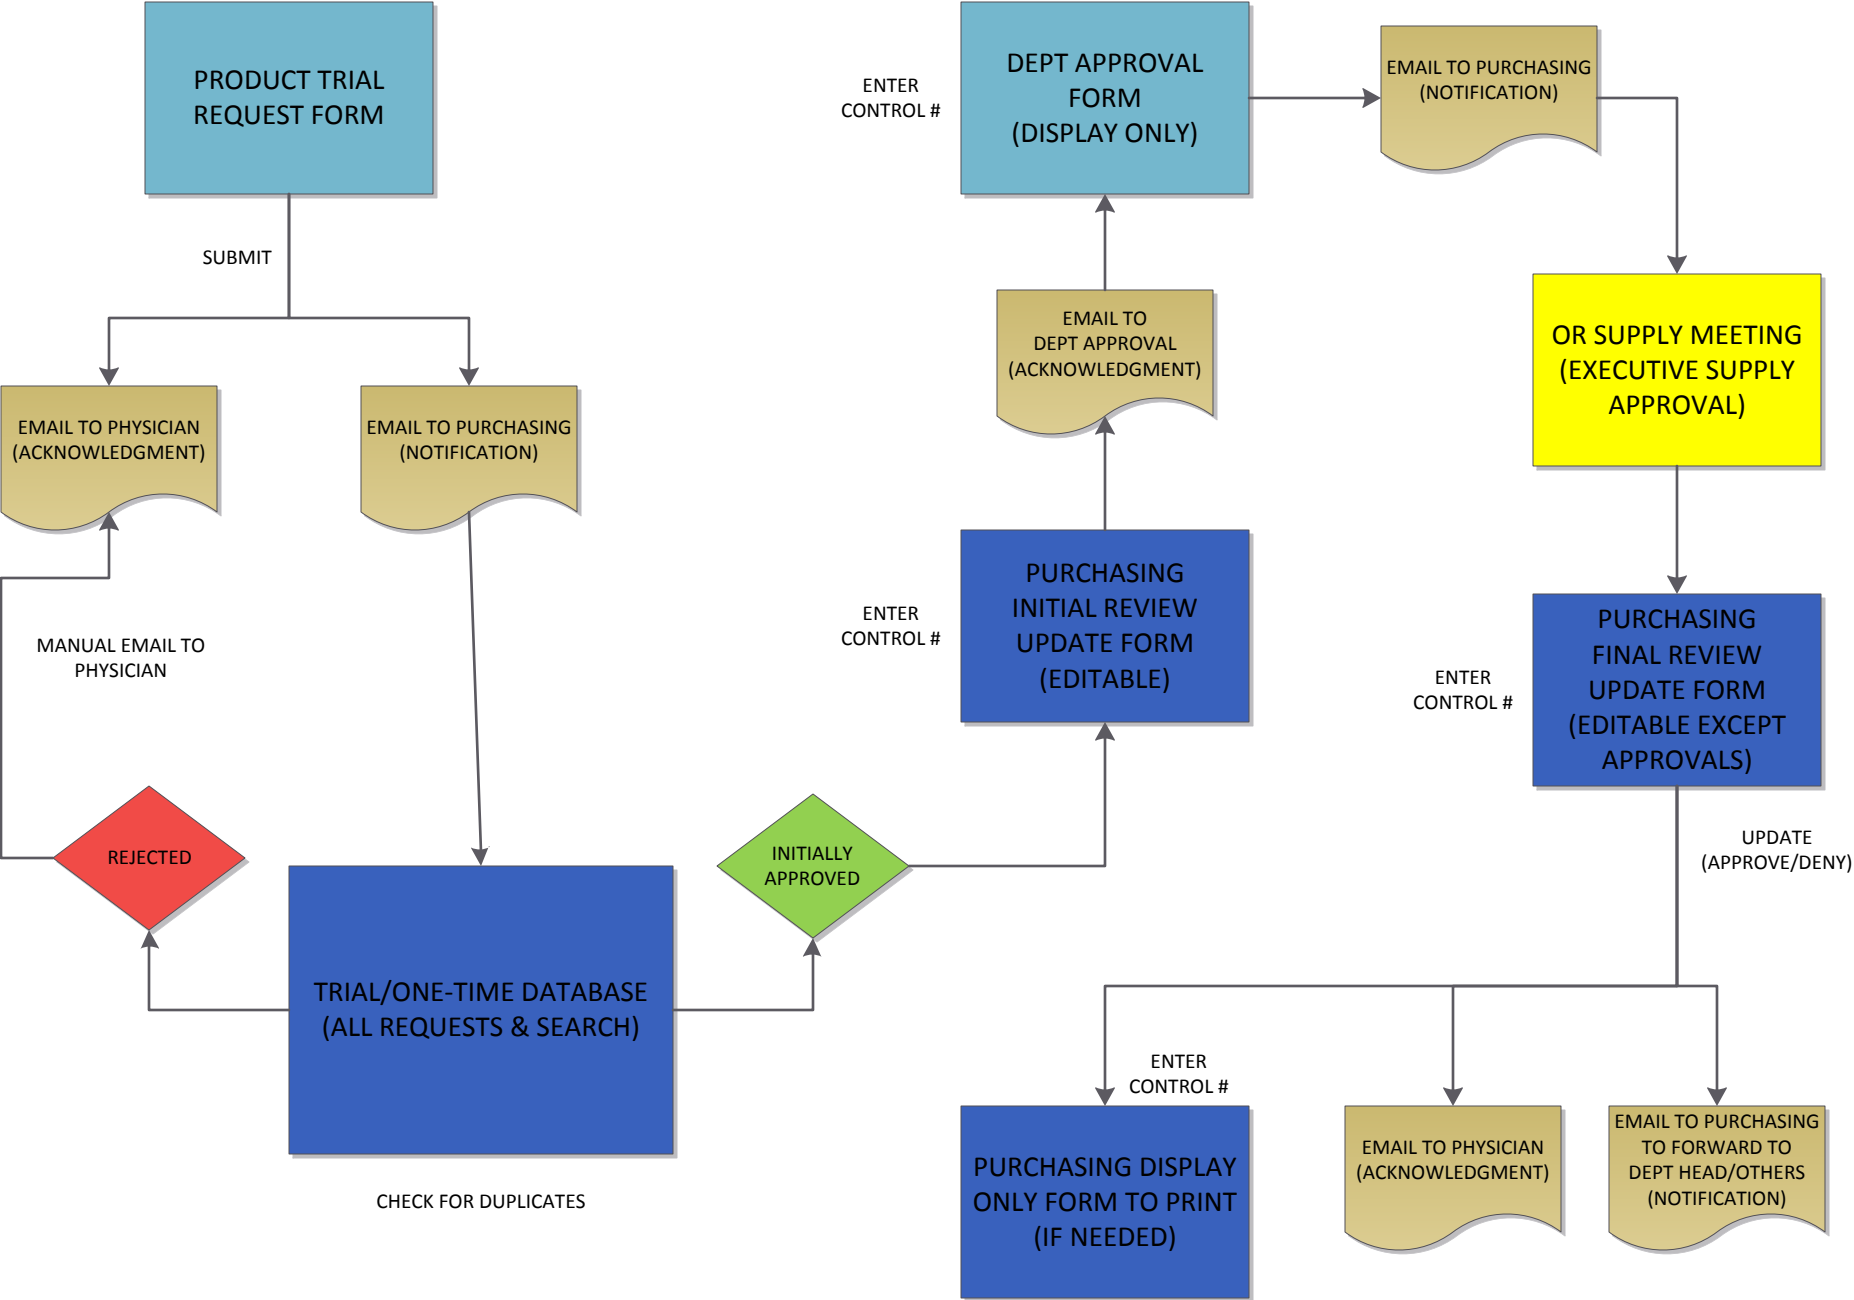 PRODUCT TRIAL
REQUEST FORM
SUBMIT
EMAIL TO PHYSICIAN
(ACKNOWLEDGMENT)
EMAIL TO PURCHASING
(NOTIFICATION)
MANUAL EMAIL TO
PHYSICIAN
REJECTED
TRIAL/ONE-TIME DATABASE
(ALL REQUESTS & SEARCH)
CHECK FOR DUPLICATES
INITIALLY
APPROVED
ENTER
CONTROL #
PURCHASING
INITIAL REVIEW
UPDATE FORM
(EDITABLE)
EMAIL TO
DEPT APPROVAL
(ACKNOWLEDGMENT)
ENTER
CONTROL #
DEPT APPROVAL
FORM
(DISPLAY ONLY)
EMAIL TO PURCHASING
(NOTIFICATION)
OR SUPPLY MEETING
(EXECUTIVE SUPPLY
APPROVAL)
ENTER
CONTROL #
PURCHASING
FINAL REVIEW
UPDATE FORM
(EDITABLE EXCEPT
APPROVALS)
UPDATE
(APPROVE/DENY)
ENTER
CONTROL #
PURCHASING DISPLAY
ONLY FORM TO PRINT
(IF NEEDED)
EMAIL TO PHYSICIAN
(ACKNOWLEDGMENT)
EMAIL TO PURCHASING
TO FORWARD TO
DEPT HEAD/OTHERS
(NOTIFICATION)